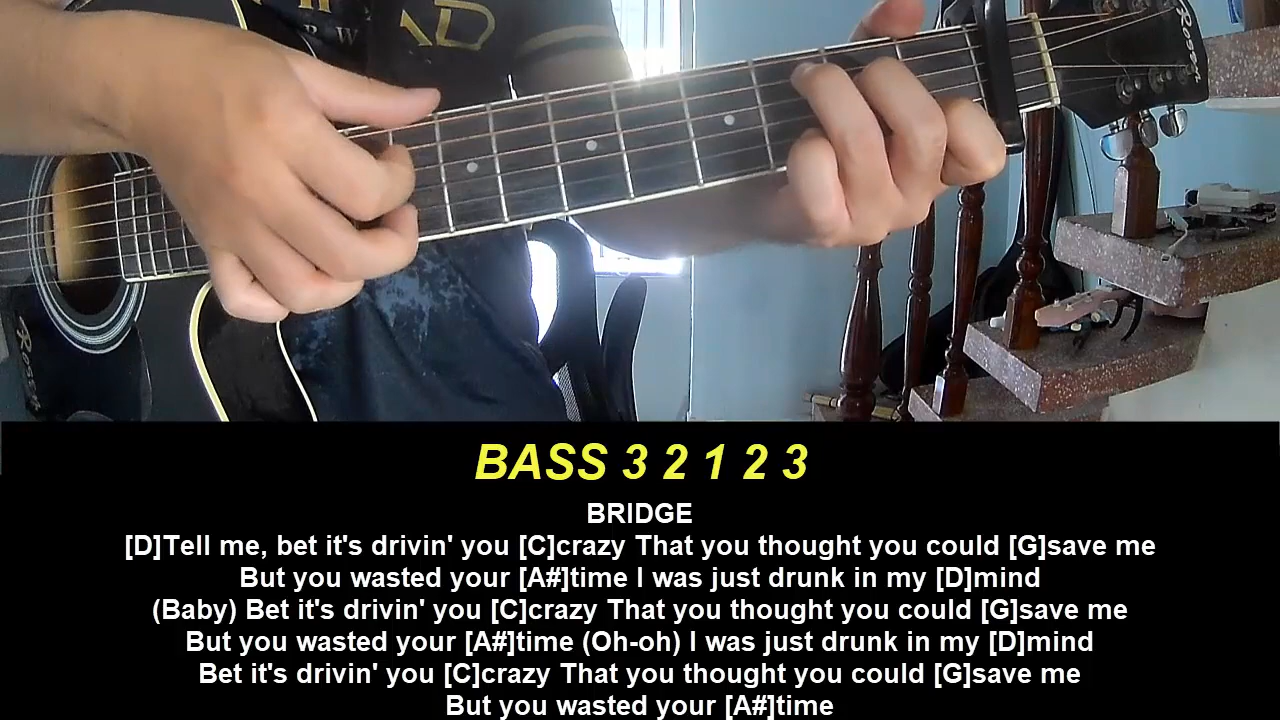 AD
BASS 3 2 1 2 3
BRIDGE
[D]Tell me, bet it's drivin' you [C]crazy That you thought you could [G]save me
But you wasted your [A#]time I was just drunk in my [D]mind
(Baby) Bet it's drivin' you [C]crazy That you thought you could [G]save me
But you wasted your [A#]time (Oh-oh) I was just drunk in my [D]mind
Bet it's drivin' you [C]crazy That you thought you could [G]save me
But you wasted your [A#]time